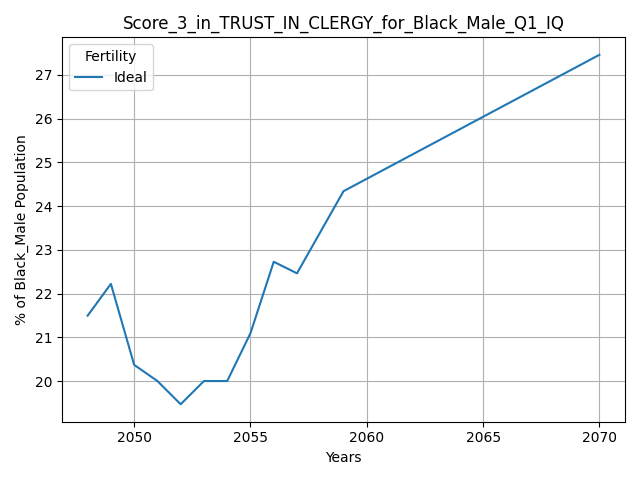 Score_3_in_TRUST_IN_CLERGY_for_Black_Male_Q1_IQ
Fertility
Ideal
% of Black_Male Population
27
26
25
24
23
22
21
20
2050
2055
2060
2065
2070
Years